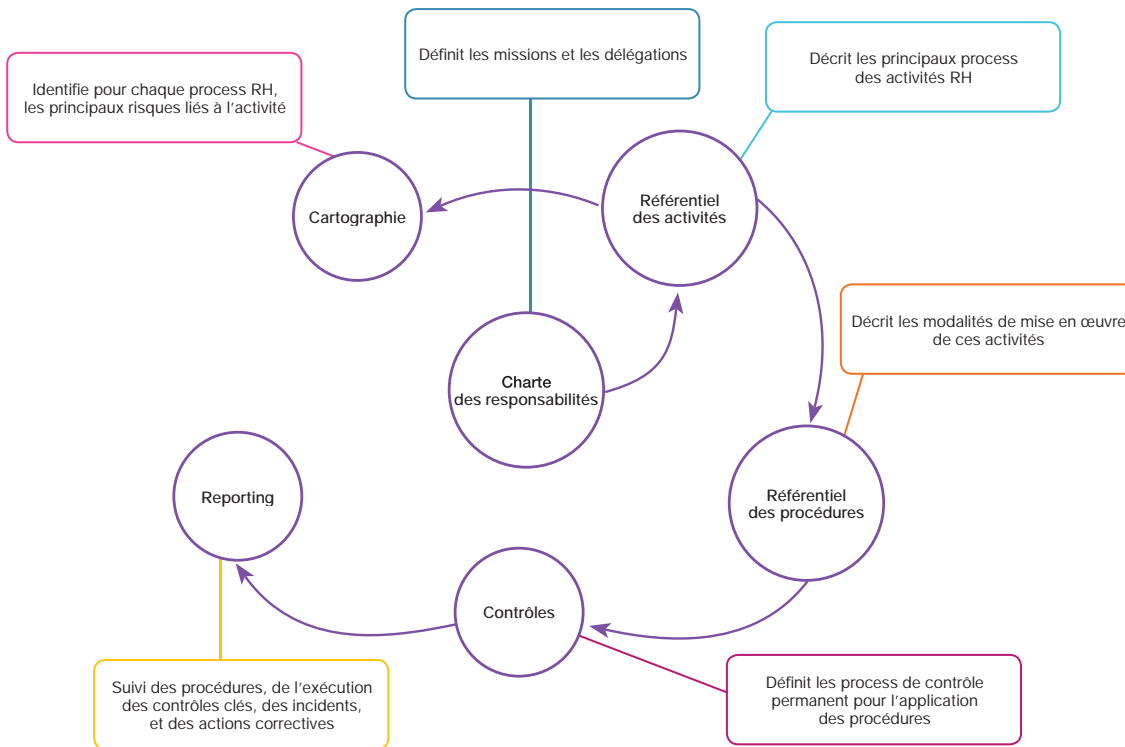 Définit les missions et les délégations
Décrit les principaux process
des activités RH
Identifie pour chaque process RH,
les principaux risques liés à l'activité
Référentiel
des activités
Cartographie
Décrit les modalités de mise en œuvre
de ces activités
Charte
des responsabilités
Référentiel
des procédures
Reporting
Contrôles
Suivi des procédures, de l'exécution
des contrôles clés, des incidents,
et des actions correctives
Définit les process de contrôle
permanent pour l'application
des procédures